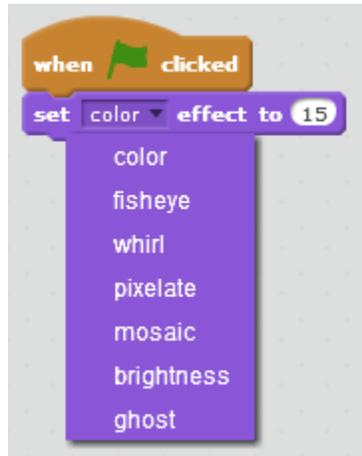 when clicked
set color effect to 15
color
fisheye
whirl
pixelate
mosaic
brightness
ghost